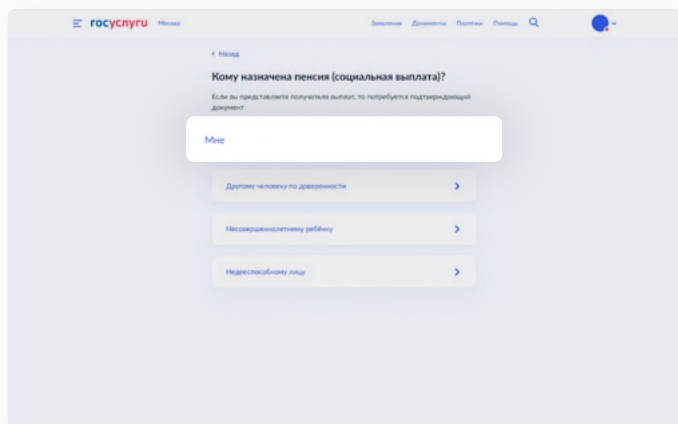 госуслуги Москва Заявления Документы Платежи Помощь
Назад
Кому назначена пенсия (социальная выплата)?
Если вы представляете получателя выплат, то потребуется подтверждающий
документ
Мне
Другому человеку по доверенности
Несовершеннолетнему ребёнку
Недееспособному лицу